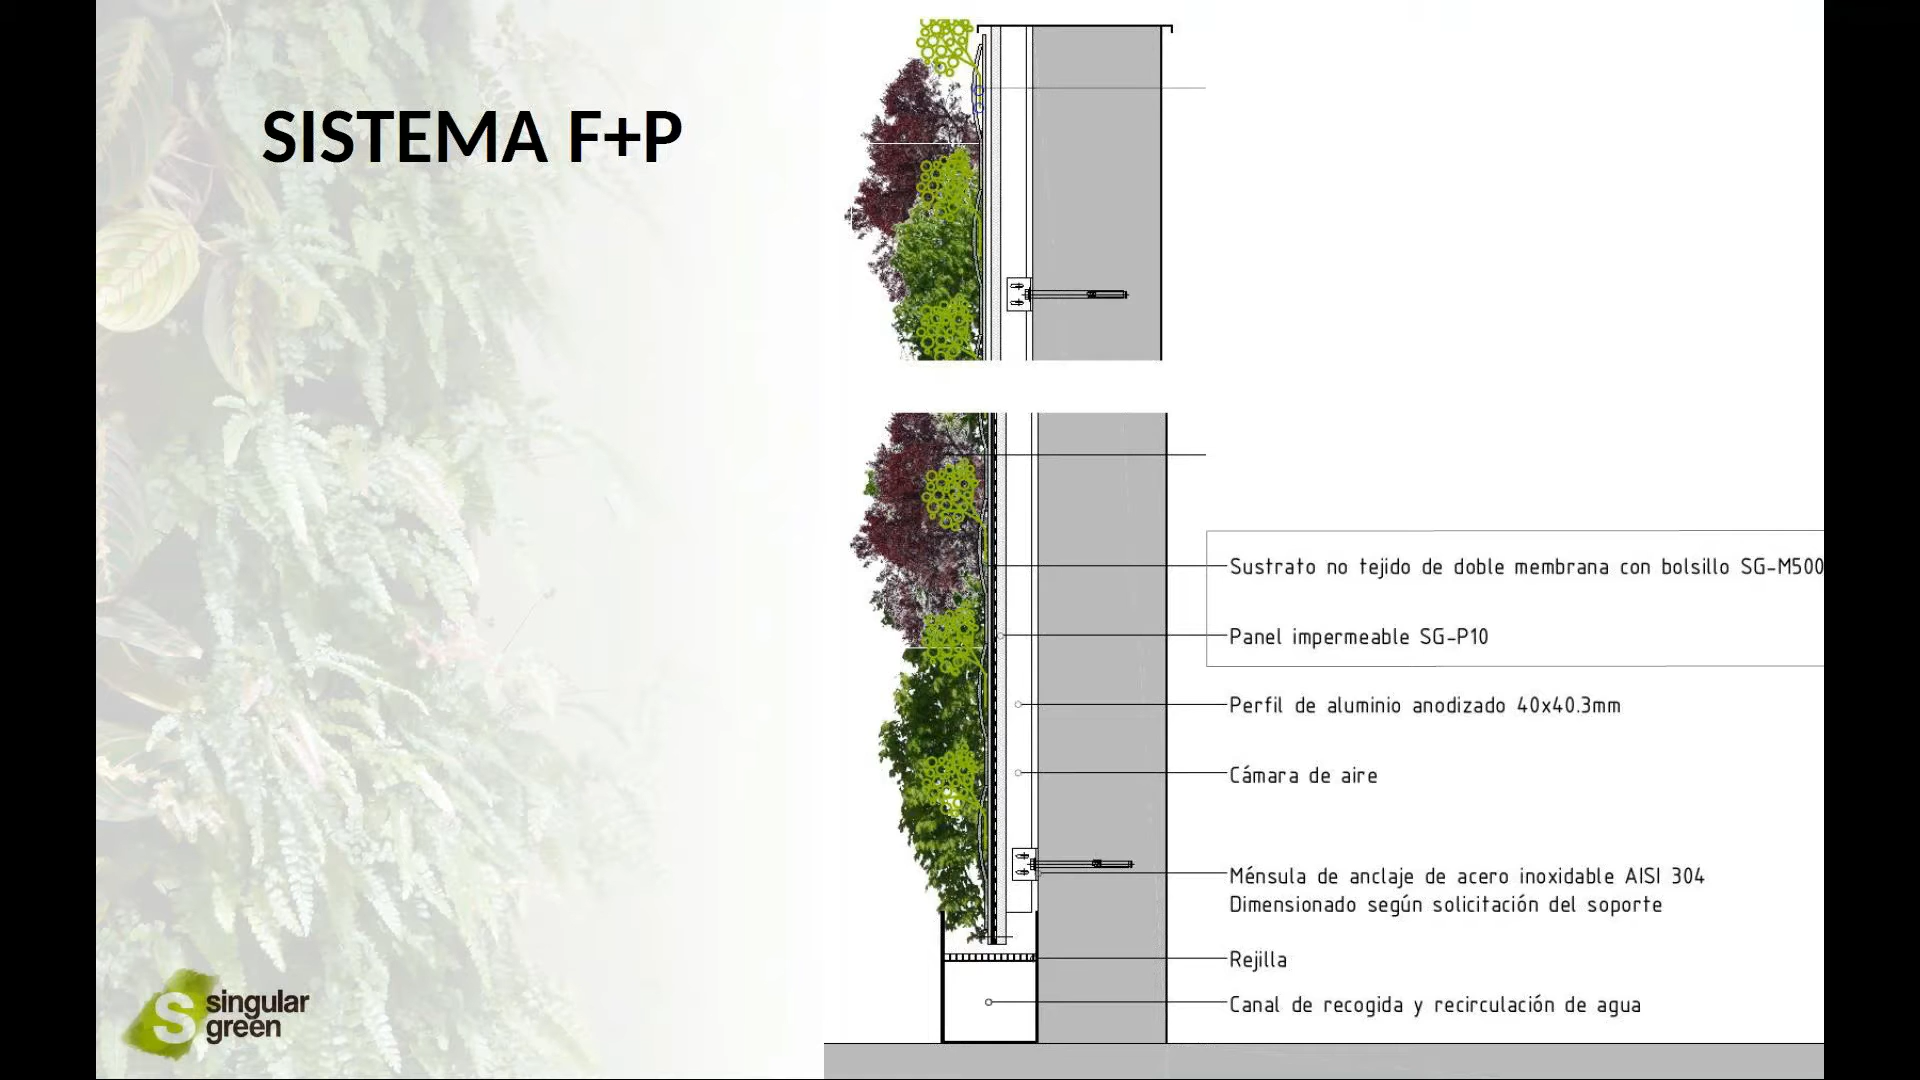 SISTEMA F+P
Sustrato no tejido de doble membrana con bolsillo SG-M500
Panel impermeable SG-P10
Perfil de aluminio anodizado 40x40.3mm
Cámara de aire
Ménsula de anclaje de acero inoxidable AISI 304
Dimensionado según solicitación del soporte
Rejilla
Canal de recogida y recirculación de agua
S singular
green